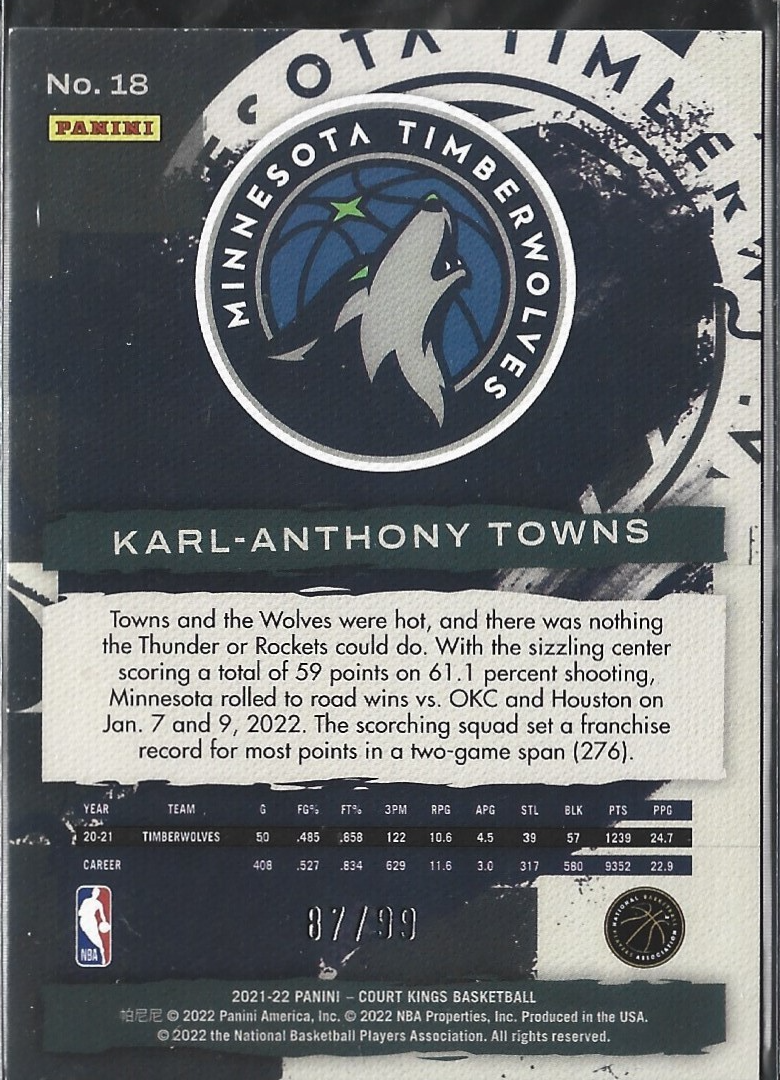 No. 18
PANINI
MINNESOTA TIMBERWOLVES
KARL-ANTHONY TOWNS
Towns and the Wolves were hot, and there was nothing
the Thunder or Rockets could do. With the sizzling center
scoring a total of 59 points on 61.1 percent shooting,
Minnesota rolled to road wins vs. OKC and Houston on
Jan. 7 and 9, 2022. The scorching squad set a franchise
record for most points in a two-game span (276).
YEAR TEAM G FG% FT% 3PM RPG APG STL BLK PTS PPG
20-21 TIMBERWOLVES 50 .485 .858 122 10.6 4.5 39 57 1239 24.7
CAREER 408 .527 .834 629 11.6 3.0 317 580 9352 22.9
87/99
NBA
NATIONAL BASKETBALL PLAYERS ASSOCIATION
2021-22 PANINI – COURT KINGS BASKETBALL
帕尼尼 © 2022 Panini America, Inc. © 2022 NBA Properties, Inc. Produced in the USA.
© 2022 the National Basketball Players Association. All rights reserved.